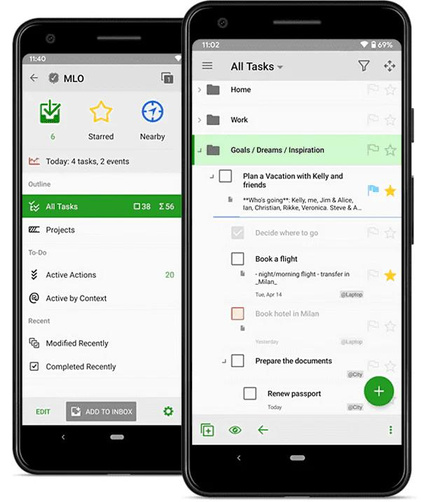 11:40
MLO
6
Starred
Nearby
Today: 4 tasks, 2 events
Outline
All Tasks
38
Σ56
Projects
To-Do
Active Actions
20
Active by Context
Recent
Modified Recently
Completed Recently
EDIT
ADD TO INBOX
11:02
69%
All Tasks
Home
Work
Goals / Dreams / Inspiration
Plan a Vacation with Kelly and
friends
**Who's going**: Kelly, me, Jim & A...
Ian, Christian, Rikke, Veronica. Steve & A...
Decide where to go
Book a flight
- night/morning flight - transfer in
_Milan_
Tue, Apr 14
@Laptop
Book hotel in Milan
Yesterday
@Laptop
Prepare the documents
@City
Renew passport
Today
@City